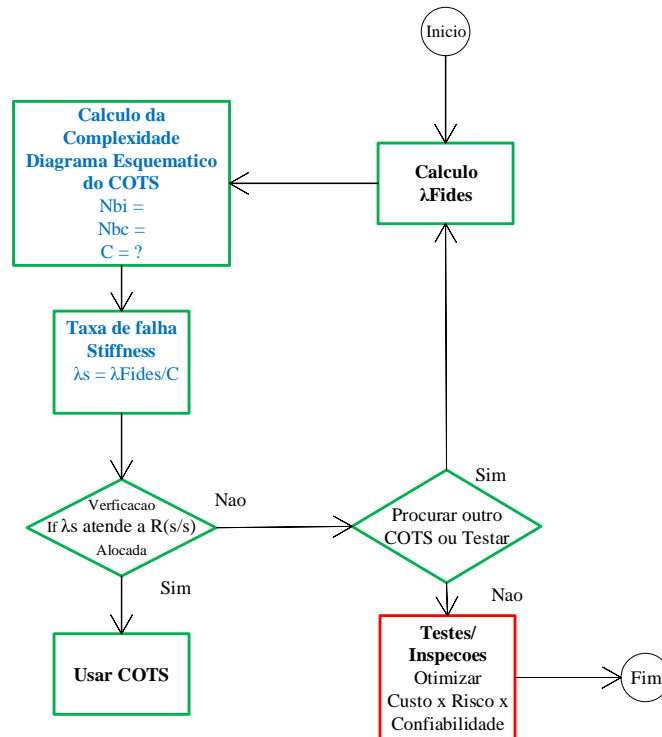 Inicio
Calculo
λFides
Calculo da
Complexidade
Diagrama Esquematico
do COTS
Nbi =
Nbc =
C = ?
Taxa de falha
Stiffness
λs = λFides/C
Verficacao
If λs atende a R(s/s)
Alocada
Nao
Sim
Usar COTS
Procurar outro
COTS ou Testar
Sim
Nao
Testes/
Inspecoes
Otimizar
Custo x Risco x
Confiabilidade
Fim